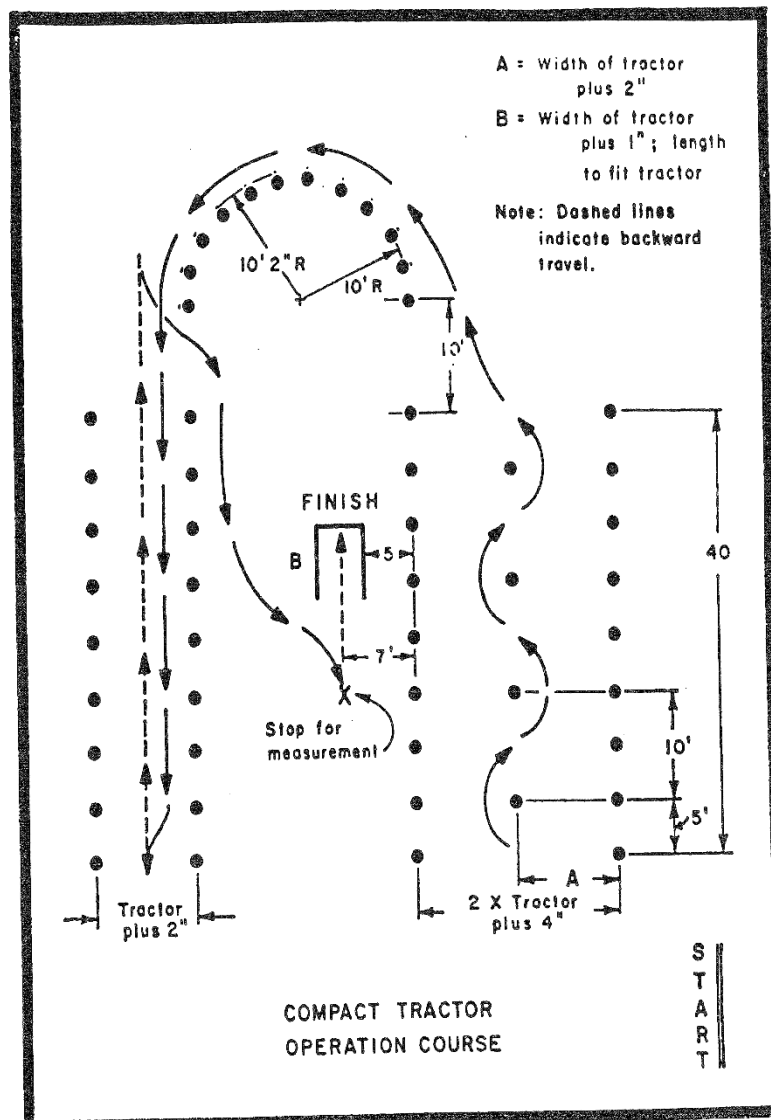 A = Width of tractor
plus 2"
B = Width of tractor
plus 1"; length
to fit tractor
Note: Dashed lines
indicate backward
travel.
10' 2" R
10' R
10'
FINISH
B
5
40
7'
X
Stop for
measurement
10'
5'
A
Tractor
plus 2"
2 X Tractor
plus 4"
START
COMPACT TRACTOR
OPERATION COURSE